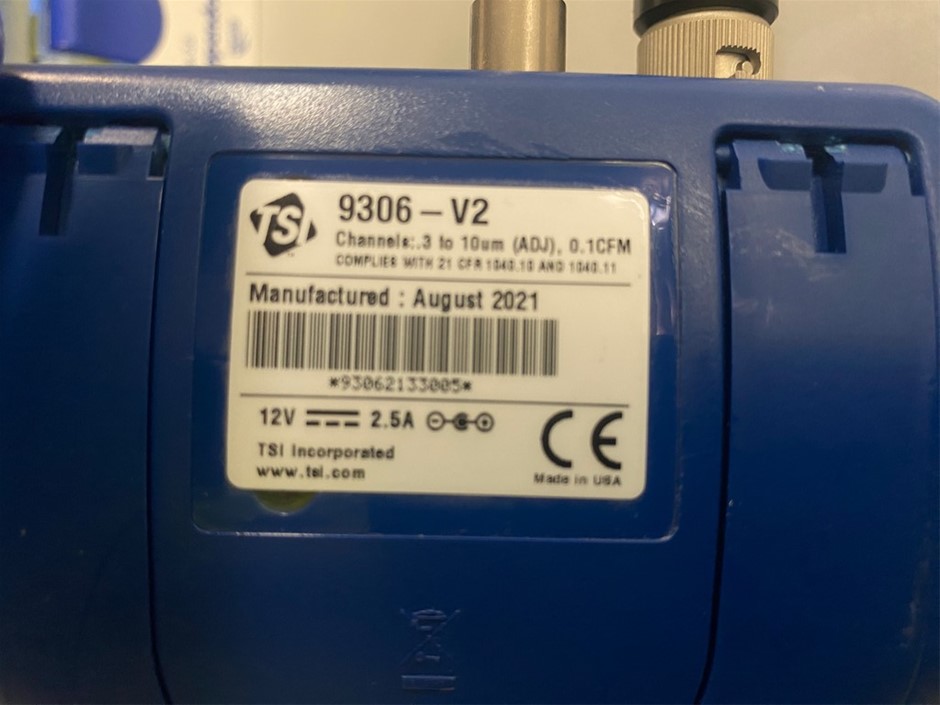 TSI
9306 – V2
Channels:.3 to 10um (ADJ), 0.1CFM
COMPLIES WITH 21 CFR 1040.10 AND 1040.11
Manufactured : August 2021
*93062133005*
12V 2.5A
TSI Incorporated
www.tsi.com
CE
Made in USA